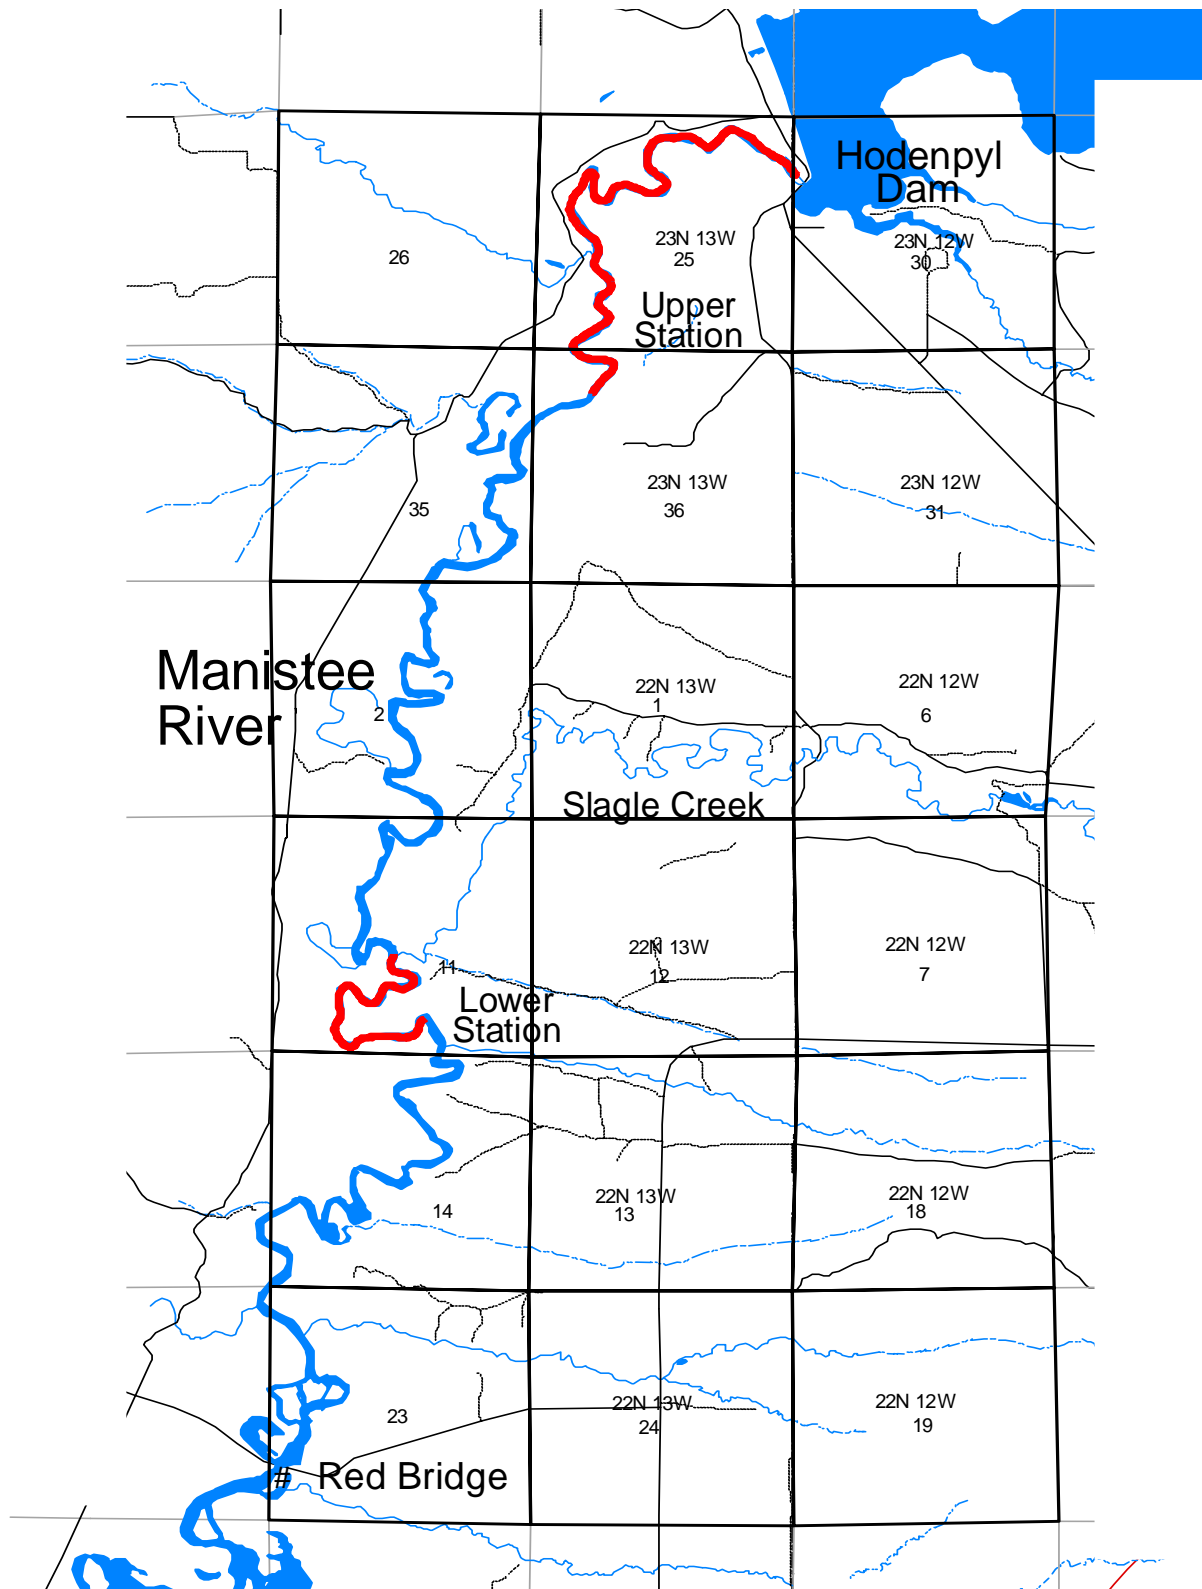 Hodenpyl
Dam
23N 13W
25
23N 12W
30
26
Upper
Station
23N 13W
36
23N 12W
31
35
Manistee
River
2
22N 13W
1
22N 12W
6
Slagle Creek
11
22N 13W
12
22N 12W
7
Lower
Station
14
22N 13W
13
22N 12W
18
23
22N 13W
24
22N 12W
19
# Red Bridge